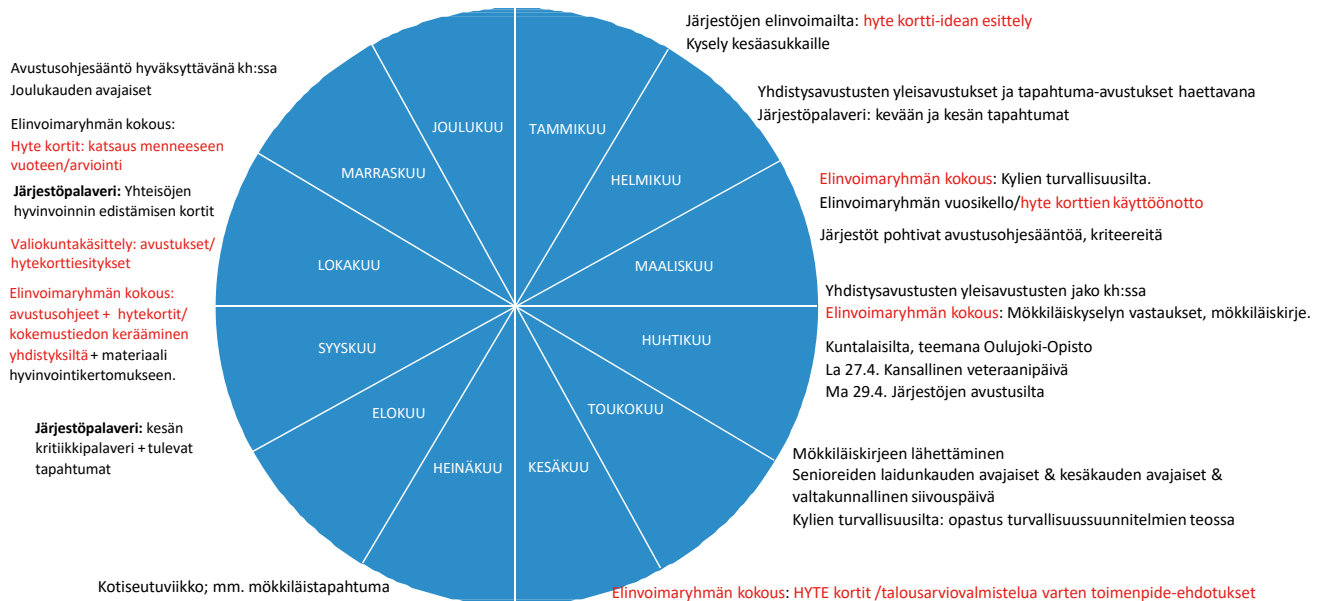 Järjestöjen elinvoimailta: hyte kortti-idean esittely
Kysely kesäasukkaille
Yhdistysavustusten yleisavustukset ja tapahtuma-avustukset haettavana
Järjestöpalaveri: kevään ja kesän tapahtumat
Elinvoimaryhmän kokous: Kylien turvallisuusilta.
Elinvoimaryhmän vuosikello/hyte korttien käyttöönotto
Järjestöt pohtivat avustusohjesääntöä, kriteereitä
Yhdistysavustusten yleisavustusten jako kh:ssa
Elinvoimaryhmän kokous: Mökkiläiskyselyn vastaukset, mökkiläiskirje.
Kuntalaisilta, teemana Oulujoki-Opisto
La 27.4. Kansallinen veteraanipäivä
Ma 29.4. Järjestöjen avustusilta
Mökkiläiskirjeen lähettäminen
Senioreiden laidunkauden avajaiset & kesäkauden avajaiset &
valtakunnallinen siivouspäivä
Kylien turvallisuusilta: opastus turvallisuussuunnitelmien teossa
Elinvoimaryhmän kokous: HYTE kortit /talousarviovalmistelua varten toimenpide-ehdotukset
Kotiseutuviikko; mm. mökkiläistapahtuma
Järjestöpalaveri: kesän
kritiikkipalaveri + tulevat
tapahtumat
Elinvoimaryhmän kokous:
avustusohjeet + hytekortit/
kokemustiedon kerääminen
yhdistyksiltä + materiaali
hyvinvointikertomukseen.
Valiokuntakäsittely: avustukset/
hytekorttiesitykset
Järjestöpalaveri: Yhteisöjen
hyvinvoinnin edistämisen kortit
Elinvoimaryhmän kokous:
Hyte kortit: katsaus menneeseen
vuoteen/arviointi
Avustusohjesääntö hyväksyttävänä kh:ssa
Joulukauden avajaiset
TAMMIKUU
HELMIKUU
MAALISKUU
HUHTIKUU
TOUKOKUU
KESÄKUU
HEINÄKUU
ELOKUU
SYYSKUU
LOKAKUU
MARRASKUU
JOULUKUU